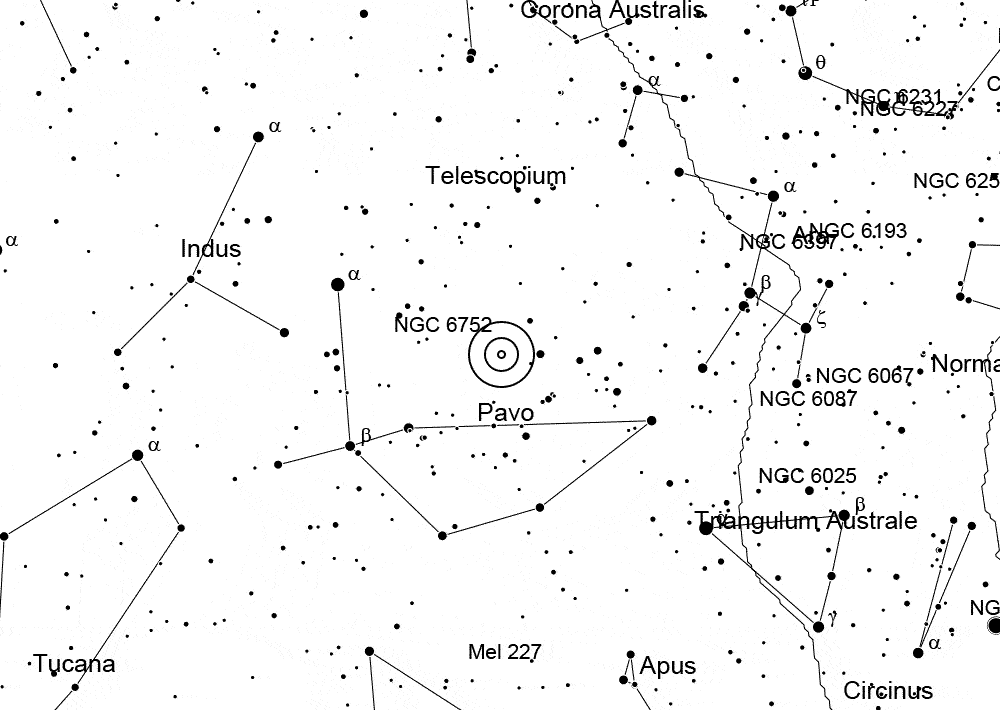 Corona Australis
θ
α
NGC 6231
NGC 6227
α
Telescopium
α
NGC 625
α
NGC 6193
NGC 6397
Indus
α
β
γ
ζ
NGC 6752
Norma
NGC 6067
NGC 6087
Pavo
β
α
NGC 6025
β
α
Triangulum Australe
NG
γ
α
Mel 227
Tucana
Apus
Circinus